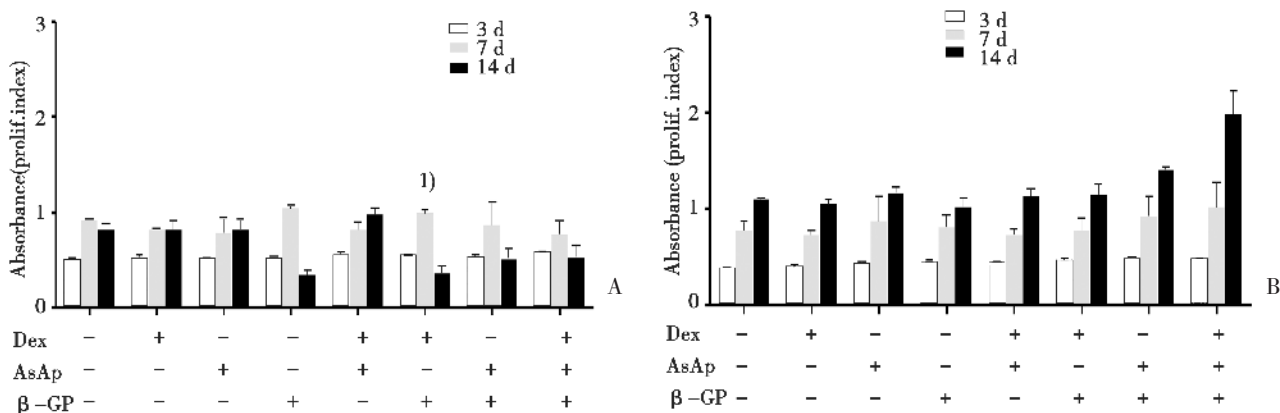 3
3 d
7 d
14 d
2
1
0
Absorbance(prolif.index)
1)
A
Dex − + − − + + − +
AsAp − − + − + − + +
β −GP − − − + − + + +
3
3 d
7 d
14 d
2
1
0
Absorbance (prolif. index)
B
Dex − + − − + + − +
AsAp − − + − + − + +
β −GP − − − + − + + +